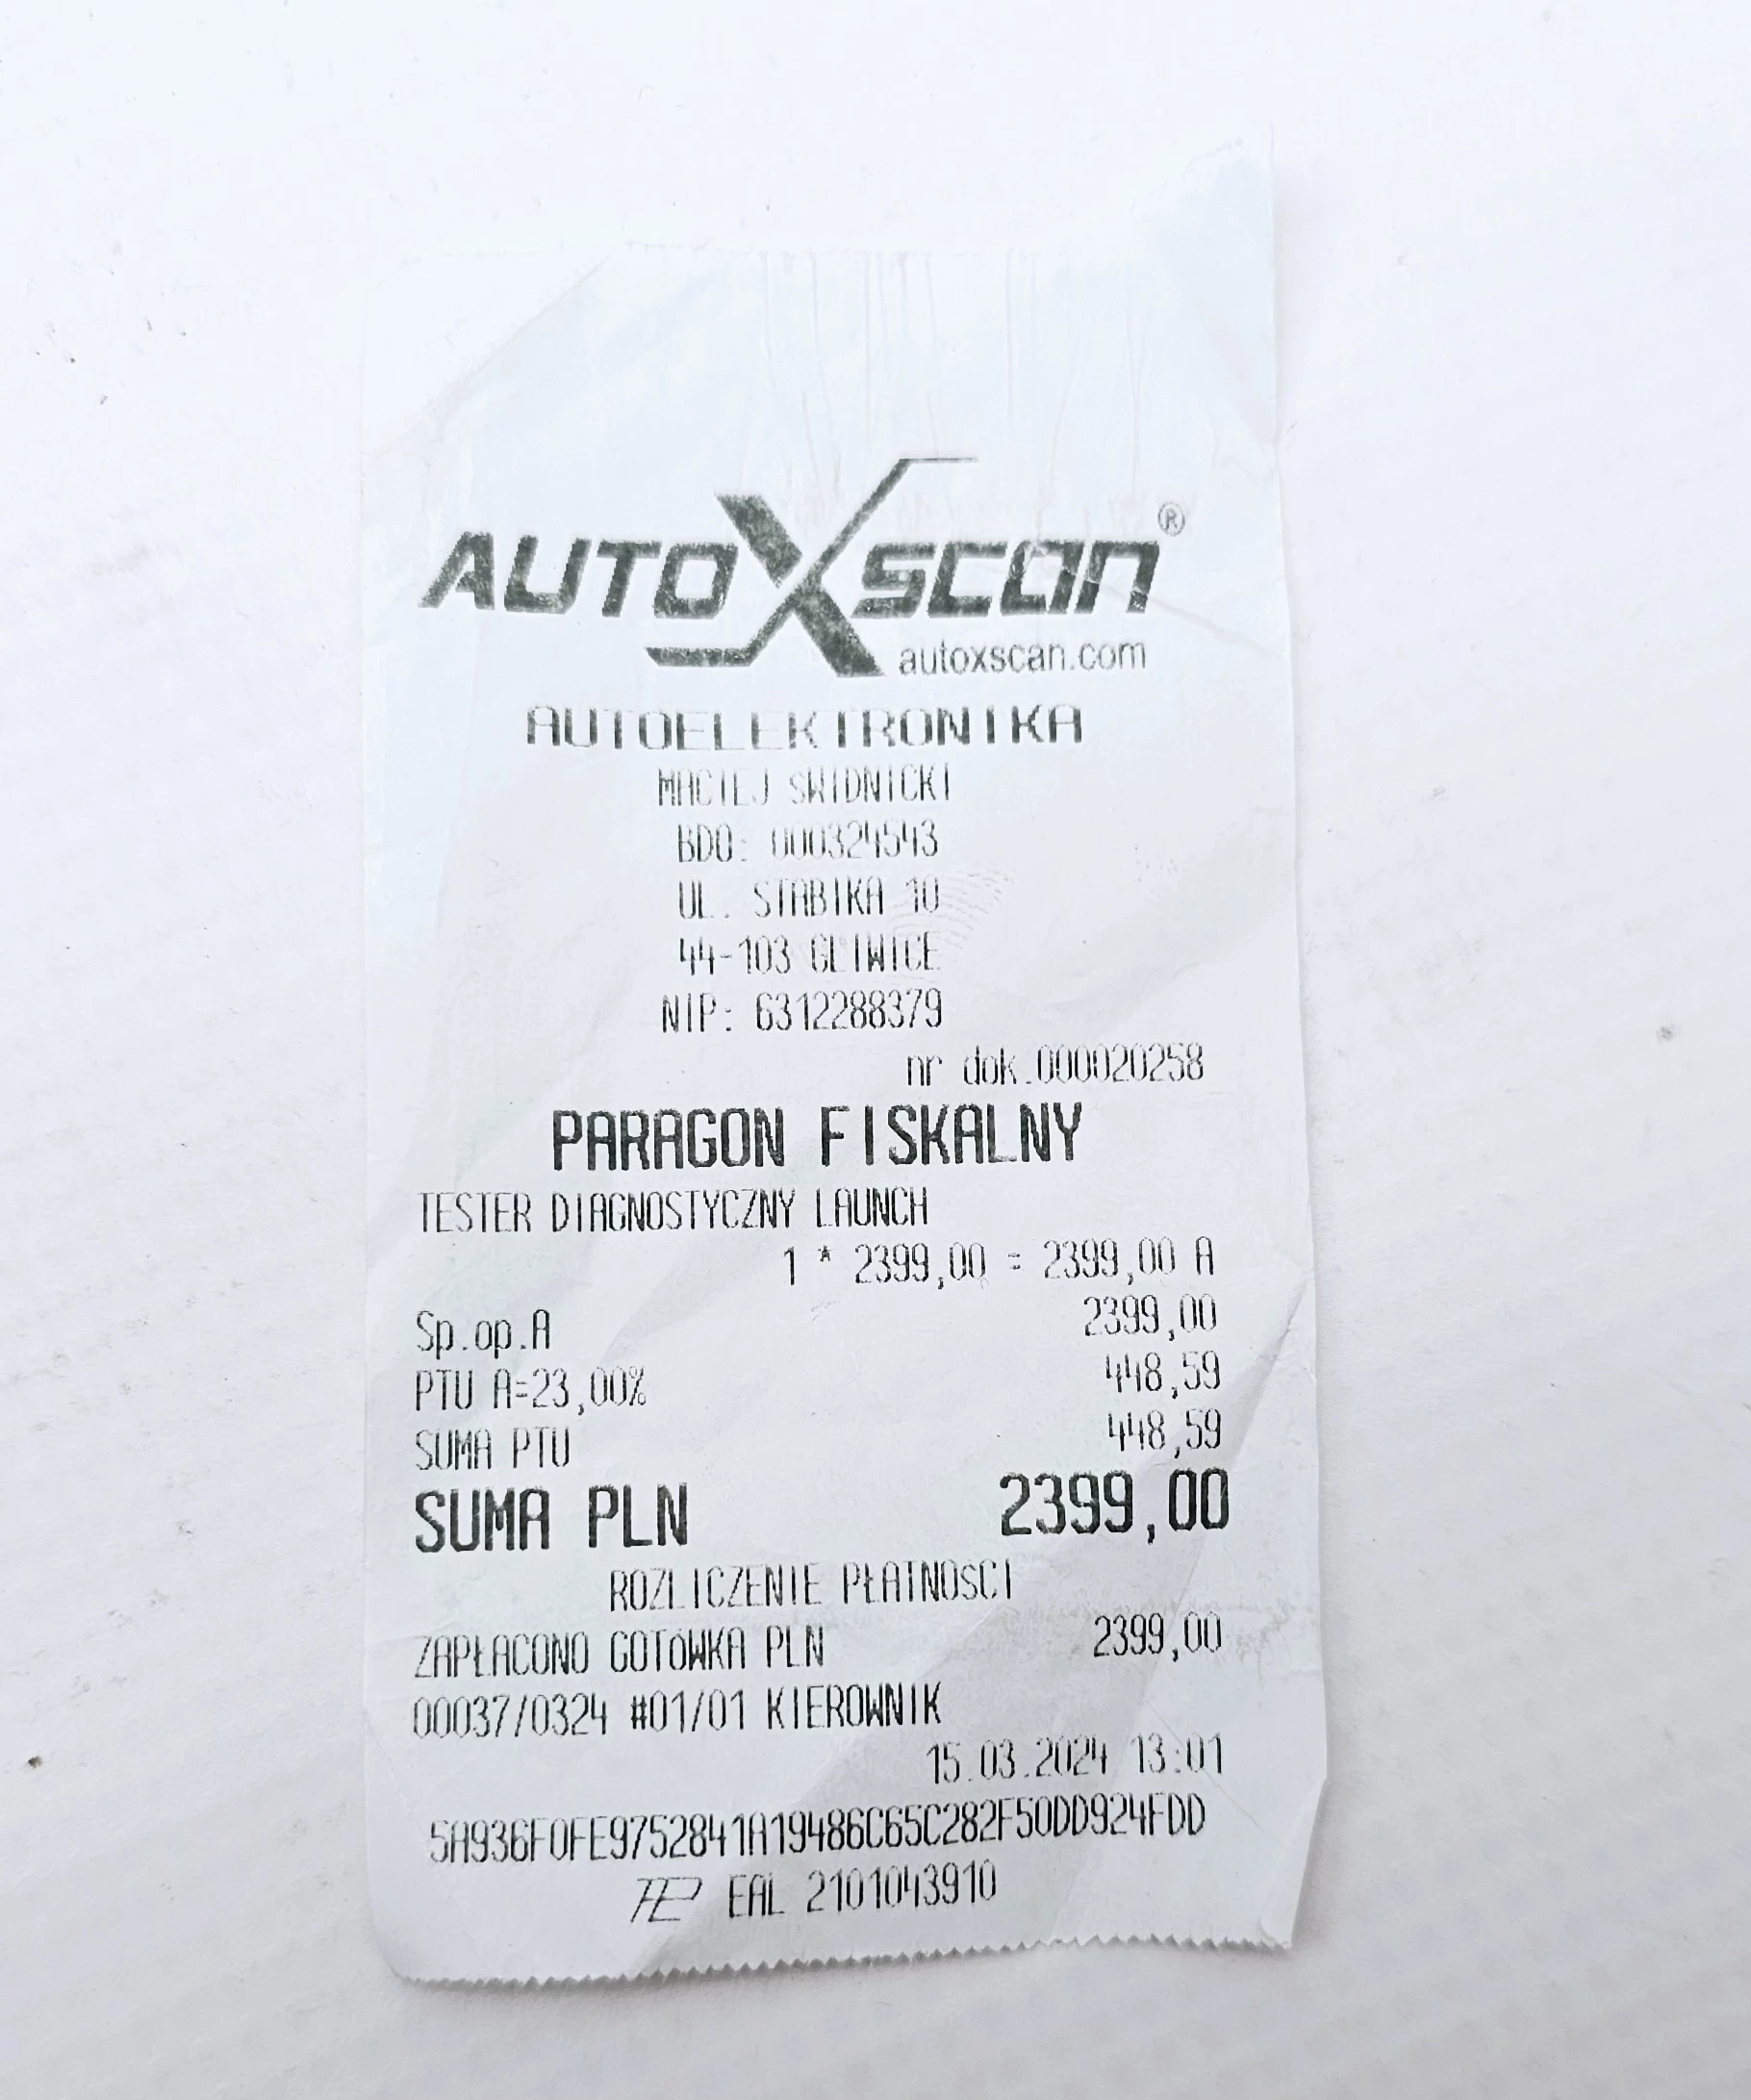 AUTOXSCAN®
autoxscan.com
AUTOELEKTRONIKA
MACIEJ ŚWIDNICKI
BDO: 000324543
UL. STABIKA 10
44-103 GLIWICE
NIP: 6312288379
nr dok.000020258
PARAGON FISKALNY
TESTER DIAGNOSTYCZNY LAUNCH
1 * 2399,00 = 2399,00 A
Sp.op.A 2399,00
PTU A=23,00% 448,59
SUMA PTU 448,59
SUMA PLN 2399,00
ROZLICZENIE PŁATNOŚCI
ZAPŁACONO GOTÓWKA PLN 2399,00
00037/0324 #01/01 KIEROWNIK
15.03.2024 13:01
5A936F0FE9752841A19486C65C282F50DD924FDD
EAL 2101043910